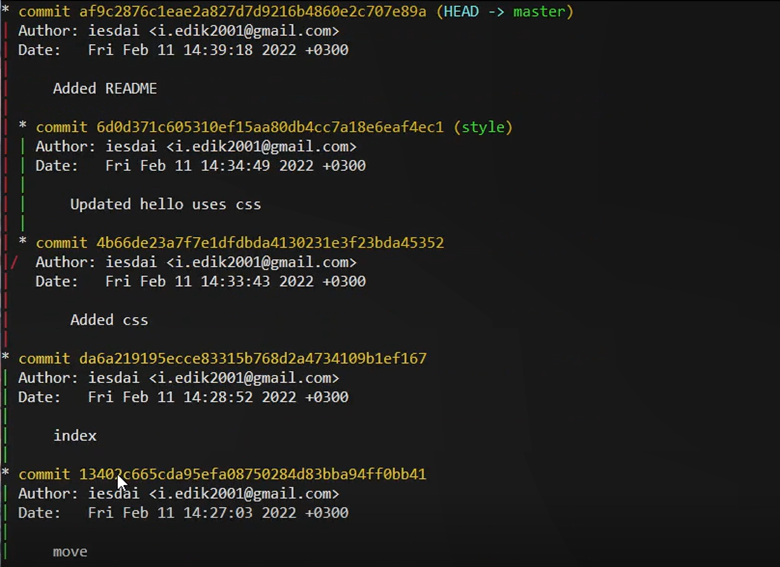 * commit af9c2876c1eae2a827d7d9216b4860e2c707e89a (HEAD -> master)
| Author: iesdai <i.edik2001@gmail.com>
| Date:   Fri Feb 11 14:39:18 2022 +0300
|
|     Added README
|
| * commit 6d0d371c605310ef15aa80db4cc7a18e6eaf4ec1 (style)
| | Author: iesdai <i.edik2001@gmail.com>
| | Date:   Fri Feb 11 14:34:49 2022 +0300
| |
| |     Updated hello uses css
| |
| * commit 4b66de23a7f7e1dfdbda4130231e3f23bda45352
|/  Author: iesdai <i.edik2001@gmail.com>
|   Date:   Fri Feb 11 14:33:43 2022 +0300
|
|       Added css
|
* commit da6a219195ecce83315b768d2a4734109b1ef167
| Author: iesdai <i.edik2001@gmail.com>
| Date:   Fri Feb 11 14:28:52 2022 +0300
|
|     index
|
* commit 13402c665cda95efa08750284d83bba94ff0bb41
| Author: iesdai <i.edik2001@gmail.com>
| Date:   Fri Feb 11 14:27:03 2022 +0300
|
|     move